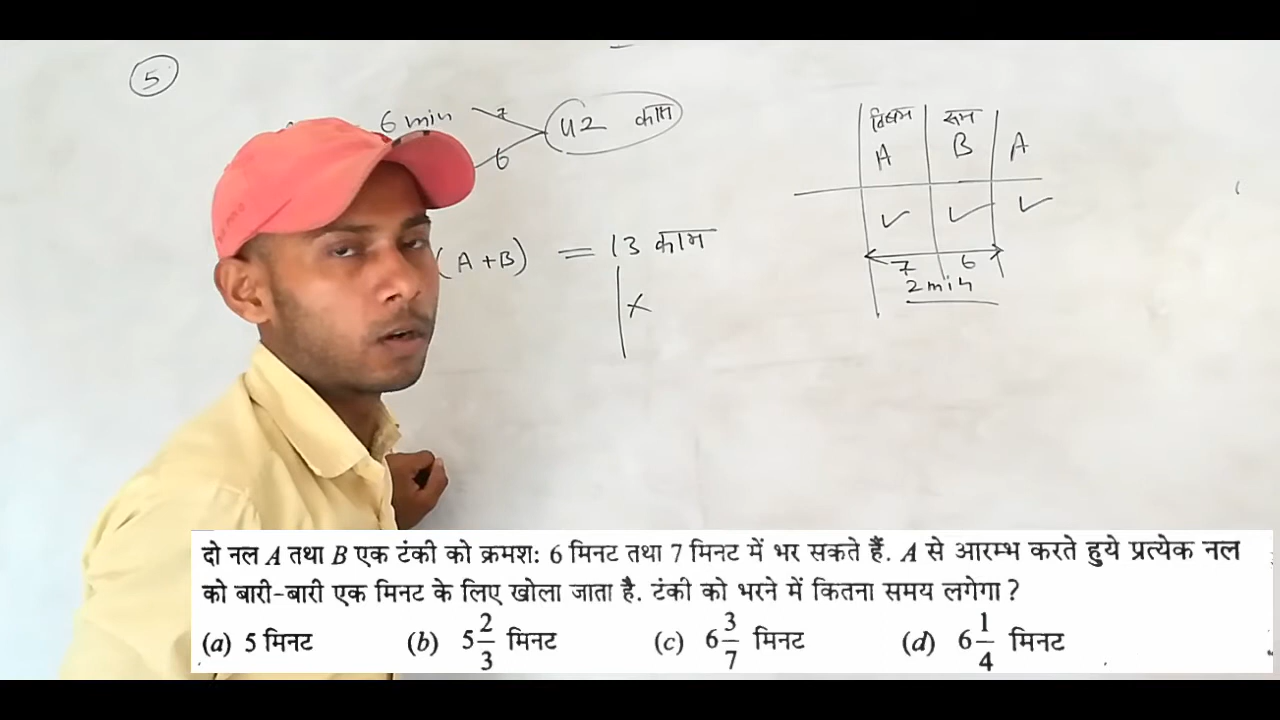 5
6 min 7
42 काम
6
(A+B) = 13 काम
x
विषम सम
A B A
✓ ✓ ✓
7 6
2 min
दो नल A तथा B एक टंकी को क्रमश: 6 मिनट तथा 7 मिनट में भर सकते हैं. A से आरम्भ करते हुये प्रत्येक नल
को बारी-बारी एक मिनट के लिए खोला जाता है. टंकी को भरने में कितना समय लगेगा ?
(a) 5 मिनट (b) 5 2/3 मिनट (c) 6 3/7 मिनट (d) 6 1/4 मिनट